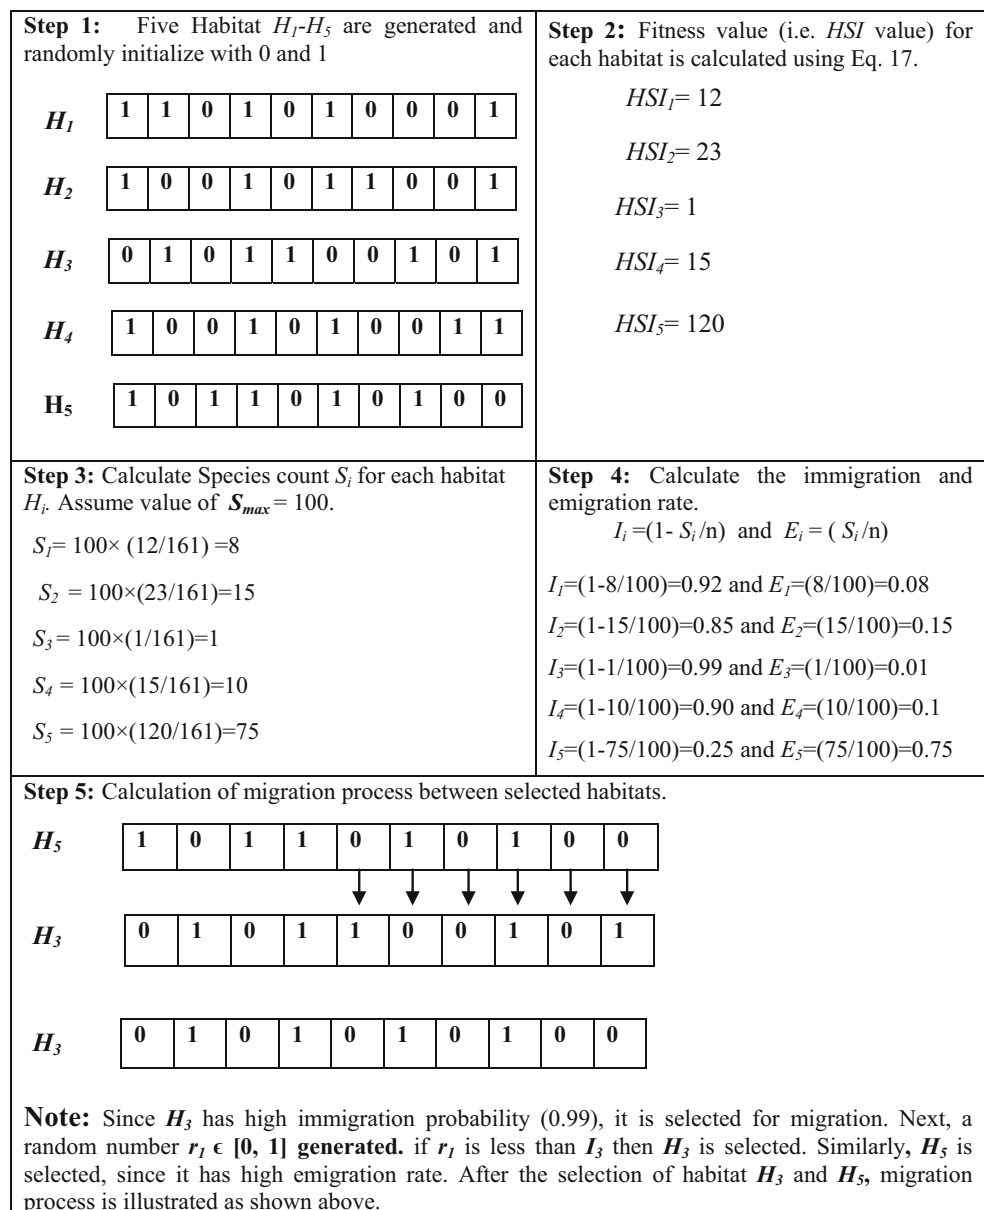 Step 1: Five Habitat H1-H5 are generated and
randomly initialize with 0 and 1
H1 1 1 0 1 0 1 0 0 0 1
H2 1 0 0 1 0 1 1 0 0 1
H3 0 1 0 1 1 0 0 1 0 1
H4 1 0 0 1 0 1 0 0 1 1
H5 1 0 1 1 0 1 0 1 0 0
Step 2: Fitness value (i.e. HSI value) for
each habitat is calculated using Eq. 17.
HSI1= 12
HSI2= 23
HSI3= 1
HSI4= 15
HSI5= 120
Step 3: Calculate Species count Si for each habitat
Hi. Assume value of Smax = 100.
S1= 100× (12/161) =8
S2 = 100×(23/161)=15
S3 = 100×(1/161)=1
S4 = 100×(15/161)=10
S5 = 100×(120/161)=75
Step 4: Calculate the immigration and
emigration rate.
Ii =(1- Si/n) and Ei = ( Si/n)
I1=(1-8/100)=0.92 and E1=(8/100)=0.08
I2=(1-15/100)=0.85 and E2=(15/100)=0.15
I3=(1-1/100)=0.99 and E3=(1/100)=0.01
I4=(1-10/100)=0.90 and E4=(10/100)=0.1
I5=(1-75/100)=0.25 and E5=(75/100)=0.75
Step 5: Calculation of migration process between selected habitats.
H5 1 0 1 1 0 1 0 1 0 0
H3 0 1 0 1 1 0 0 1 0 1
H3 0 1 0 1 0 1 0 1 0 0
Note: Since H3 has high immigration probability (0.99), it is selected for migration. Next, a
random number r1 ϵ [0, 1] generated. if r1 is less than I3 then H3 is selected. Similarly, H5 is
selected, since it has high emigration rate. After the selection of habitat H3 and H5, migration
process is illustrated as shown above.